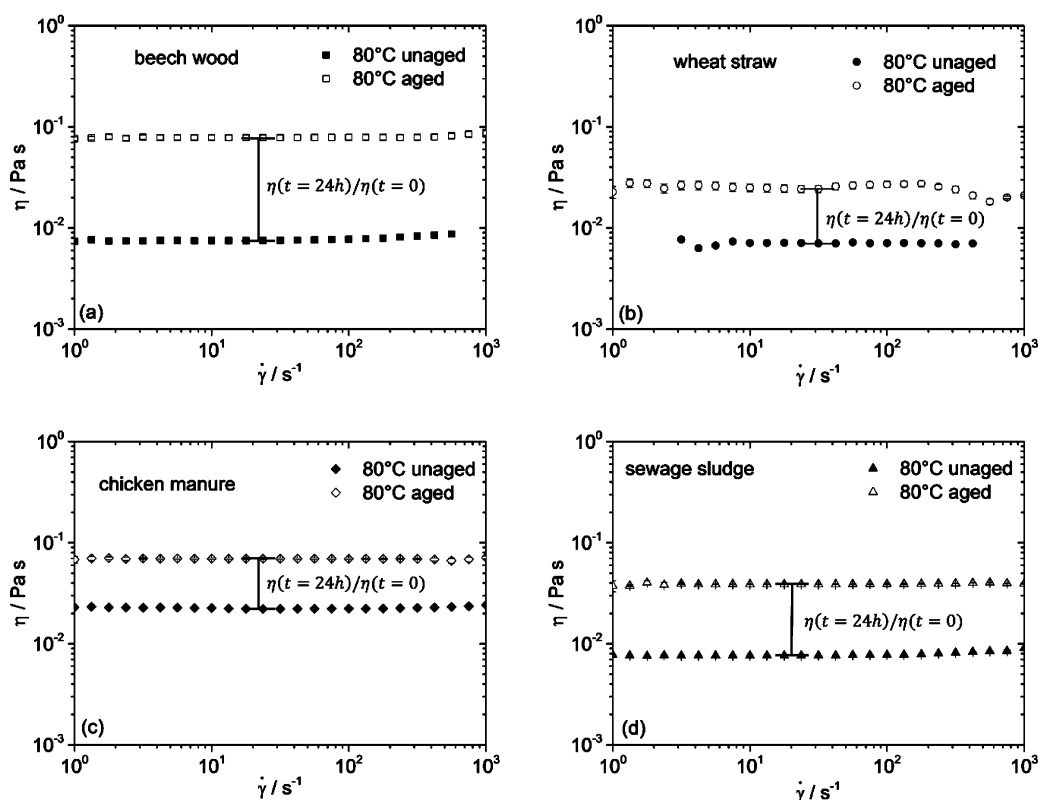 beech wood
80°C unaged
80°C aged
η(t = 24h)/η(t = 0)
(a)
η / Pa s
10⁰
10⁻¹
10⁻²
10⁻³
10⁰ 10¹ 10² 10³
γ̇ / s⁻¹
wheat straw
80°C unaged
80°C aged
η(t = 24h)/η(t = 0)
(b)
η / Pa s
10⁰
10⁻¹
10⁻²
10⁻³
10⁰ 10¹ 10² 10³
γ̇ / s⁻¹
chicken manure
80°C unaged
80°C aged
η(t = 24h)/η(t = 0)
(c)
η / Pa s
10⁰
10⁻¹
10⁻²
10⁻³
10⁰ 10¹ 10² 10³
γ̇ / s⁻¹
sewage sludge
80°C unaged
80°C aged
η(t = 24h)/η(t = 0)
(d)
η / Pa s
10⁰
10⁻¹
10⁻²
10⁻³
10⁰ 10¹ 10² 10³
γ̇ / s⁻¹